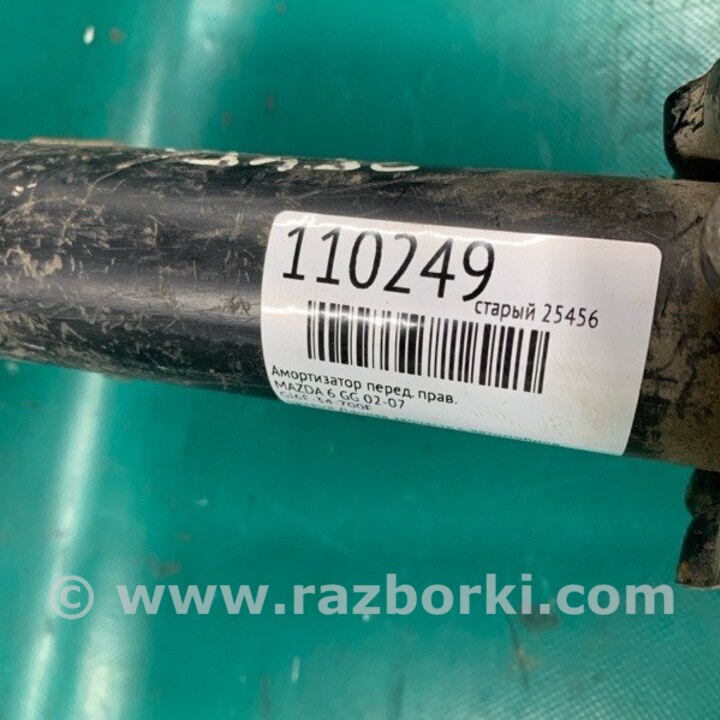 110249
старый 25456
Амортизатор перед. прав.
MAZDA 6 GG 02-07
© www.razborki.com